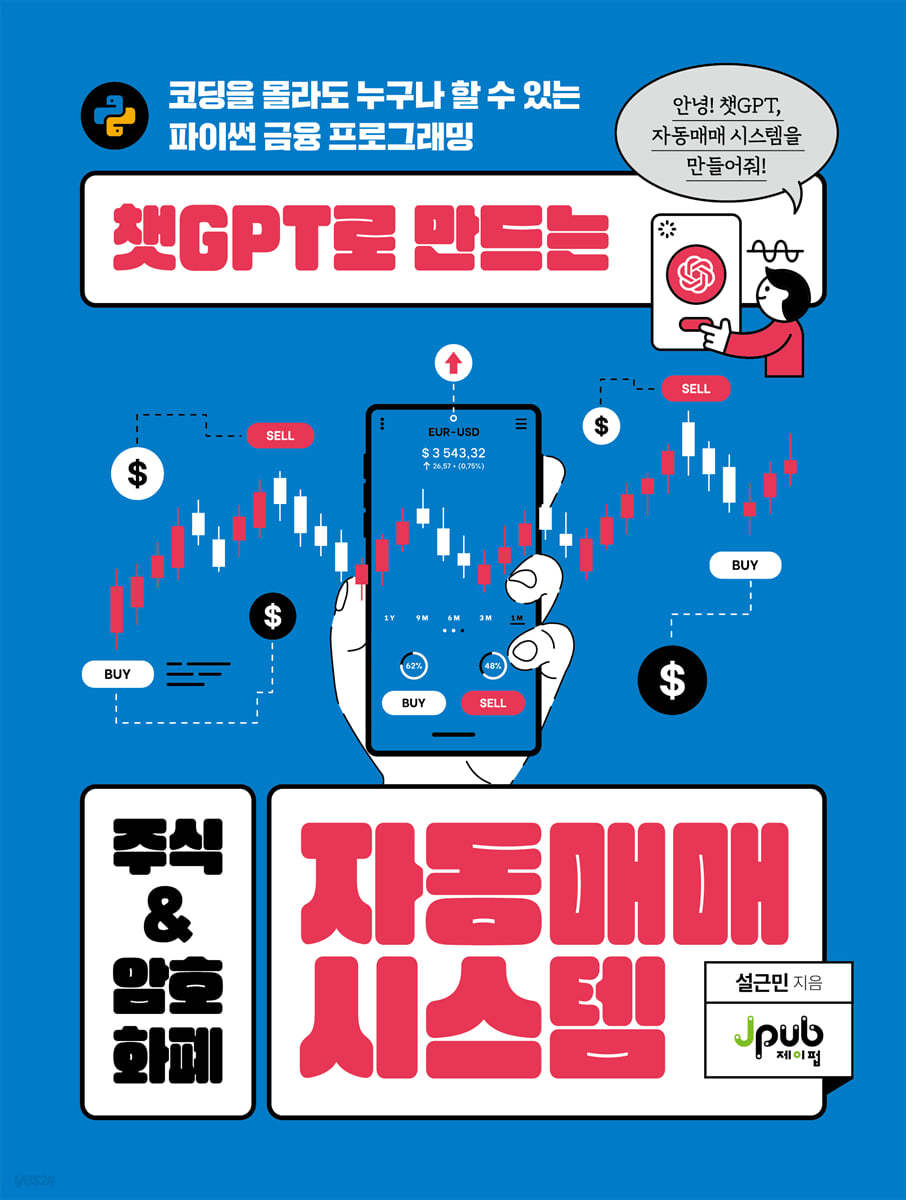 코딩을 몰라도 누구나 할 수 있는
파이썬 금융 프로그래밍
안녕! 챗GPT,
자동매매 시스템을
만들어줘!
챗GPT로 만드는
SELL
SELL
$
$
EUR-USD
$ 3 543,32
26,57 • (0,75%)
BUY
$
BUY
$
1 Y 9 M 6 M 3 M 1 M
62% 48%
BUY SELL
주식
&
암호
화폐
자동매매
시스템
설근민 지음
Jpub
제이펍
yes24